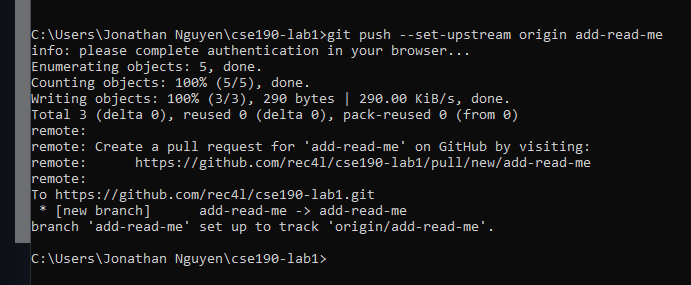 C:\Users\Jonathan Nguyen\cse190-lab1>git push --set-upstream origin add-read-me
info: please complete authentication in your browser...
Enumerating objects: 5, done.
Counting objects: 100% (5/5), done.
Writing objects: 100% (3/3), 290 bytes | 290.00 KiB/s, done.
Total 3 (delta 0), reused 0 (delta 0), pack-reused 0 (from 0)
remote:
remote: Create a pull request for 'add-read-me' on GitHub by visiting:
remote:      https://github.com/rec4l/cse190-lab1/pull/new/add-read-me
remote:
To https://github.com/rec4l/cse190-lab1.git
 * [new branch]      add-read-me -> add-read-me
branch 'add-read-me' set up to track 'origin/add-read-me'.
C:\Users\Jonathan Nguyen\cse190-lab1>